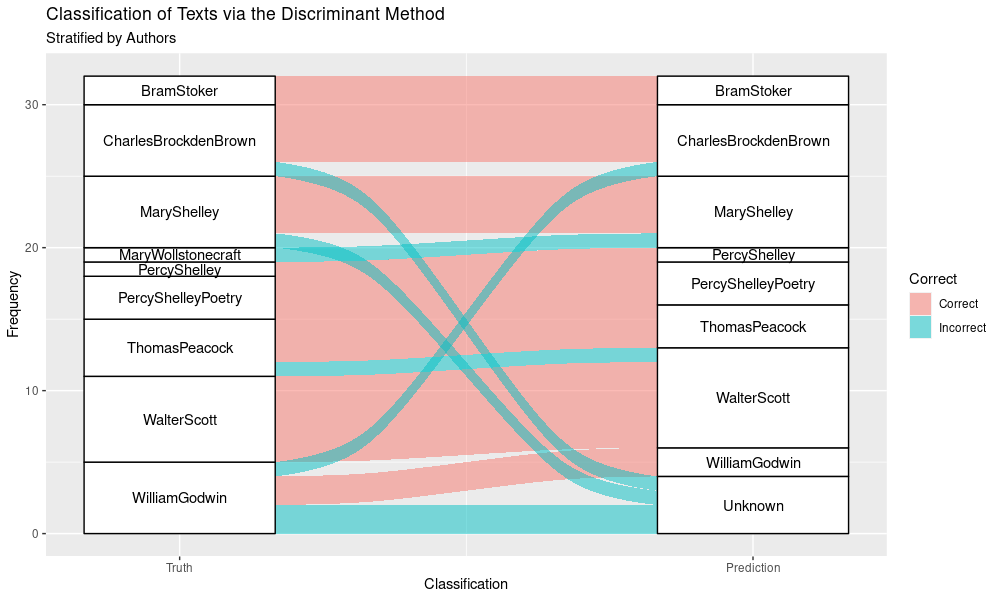 Classification of Texts via the Discriminant Method
Stratified by Authors
Frequency
30
20
10
0
BramStoker
CharlesBrockdenBrown
MaryShelley
MaryWollstonecraft
PercyShelley
PercyShelleyPoetry
ThomasPeacock
WalterScott
WilliamGodwin
BramStoker
CharlesBrockdenBrown
MaryShelley
PercyShelley
PercyShelleyPoetry
ThomasPeacock
WalterScott
WilliamGodwin
Unknown
Truth
Prediction
Classification
Correct
Correct
Incorrect